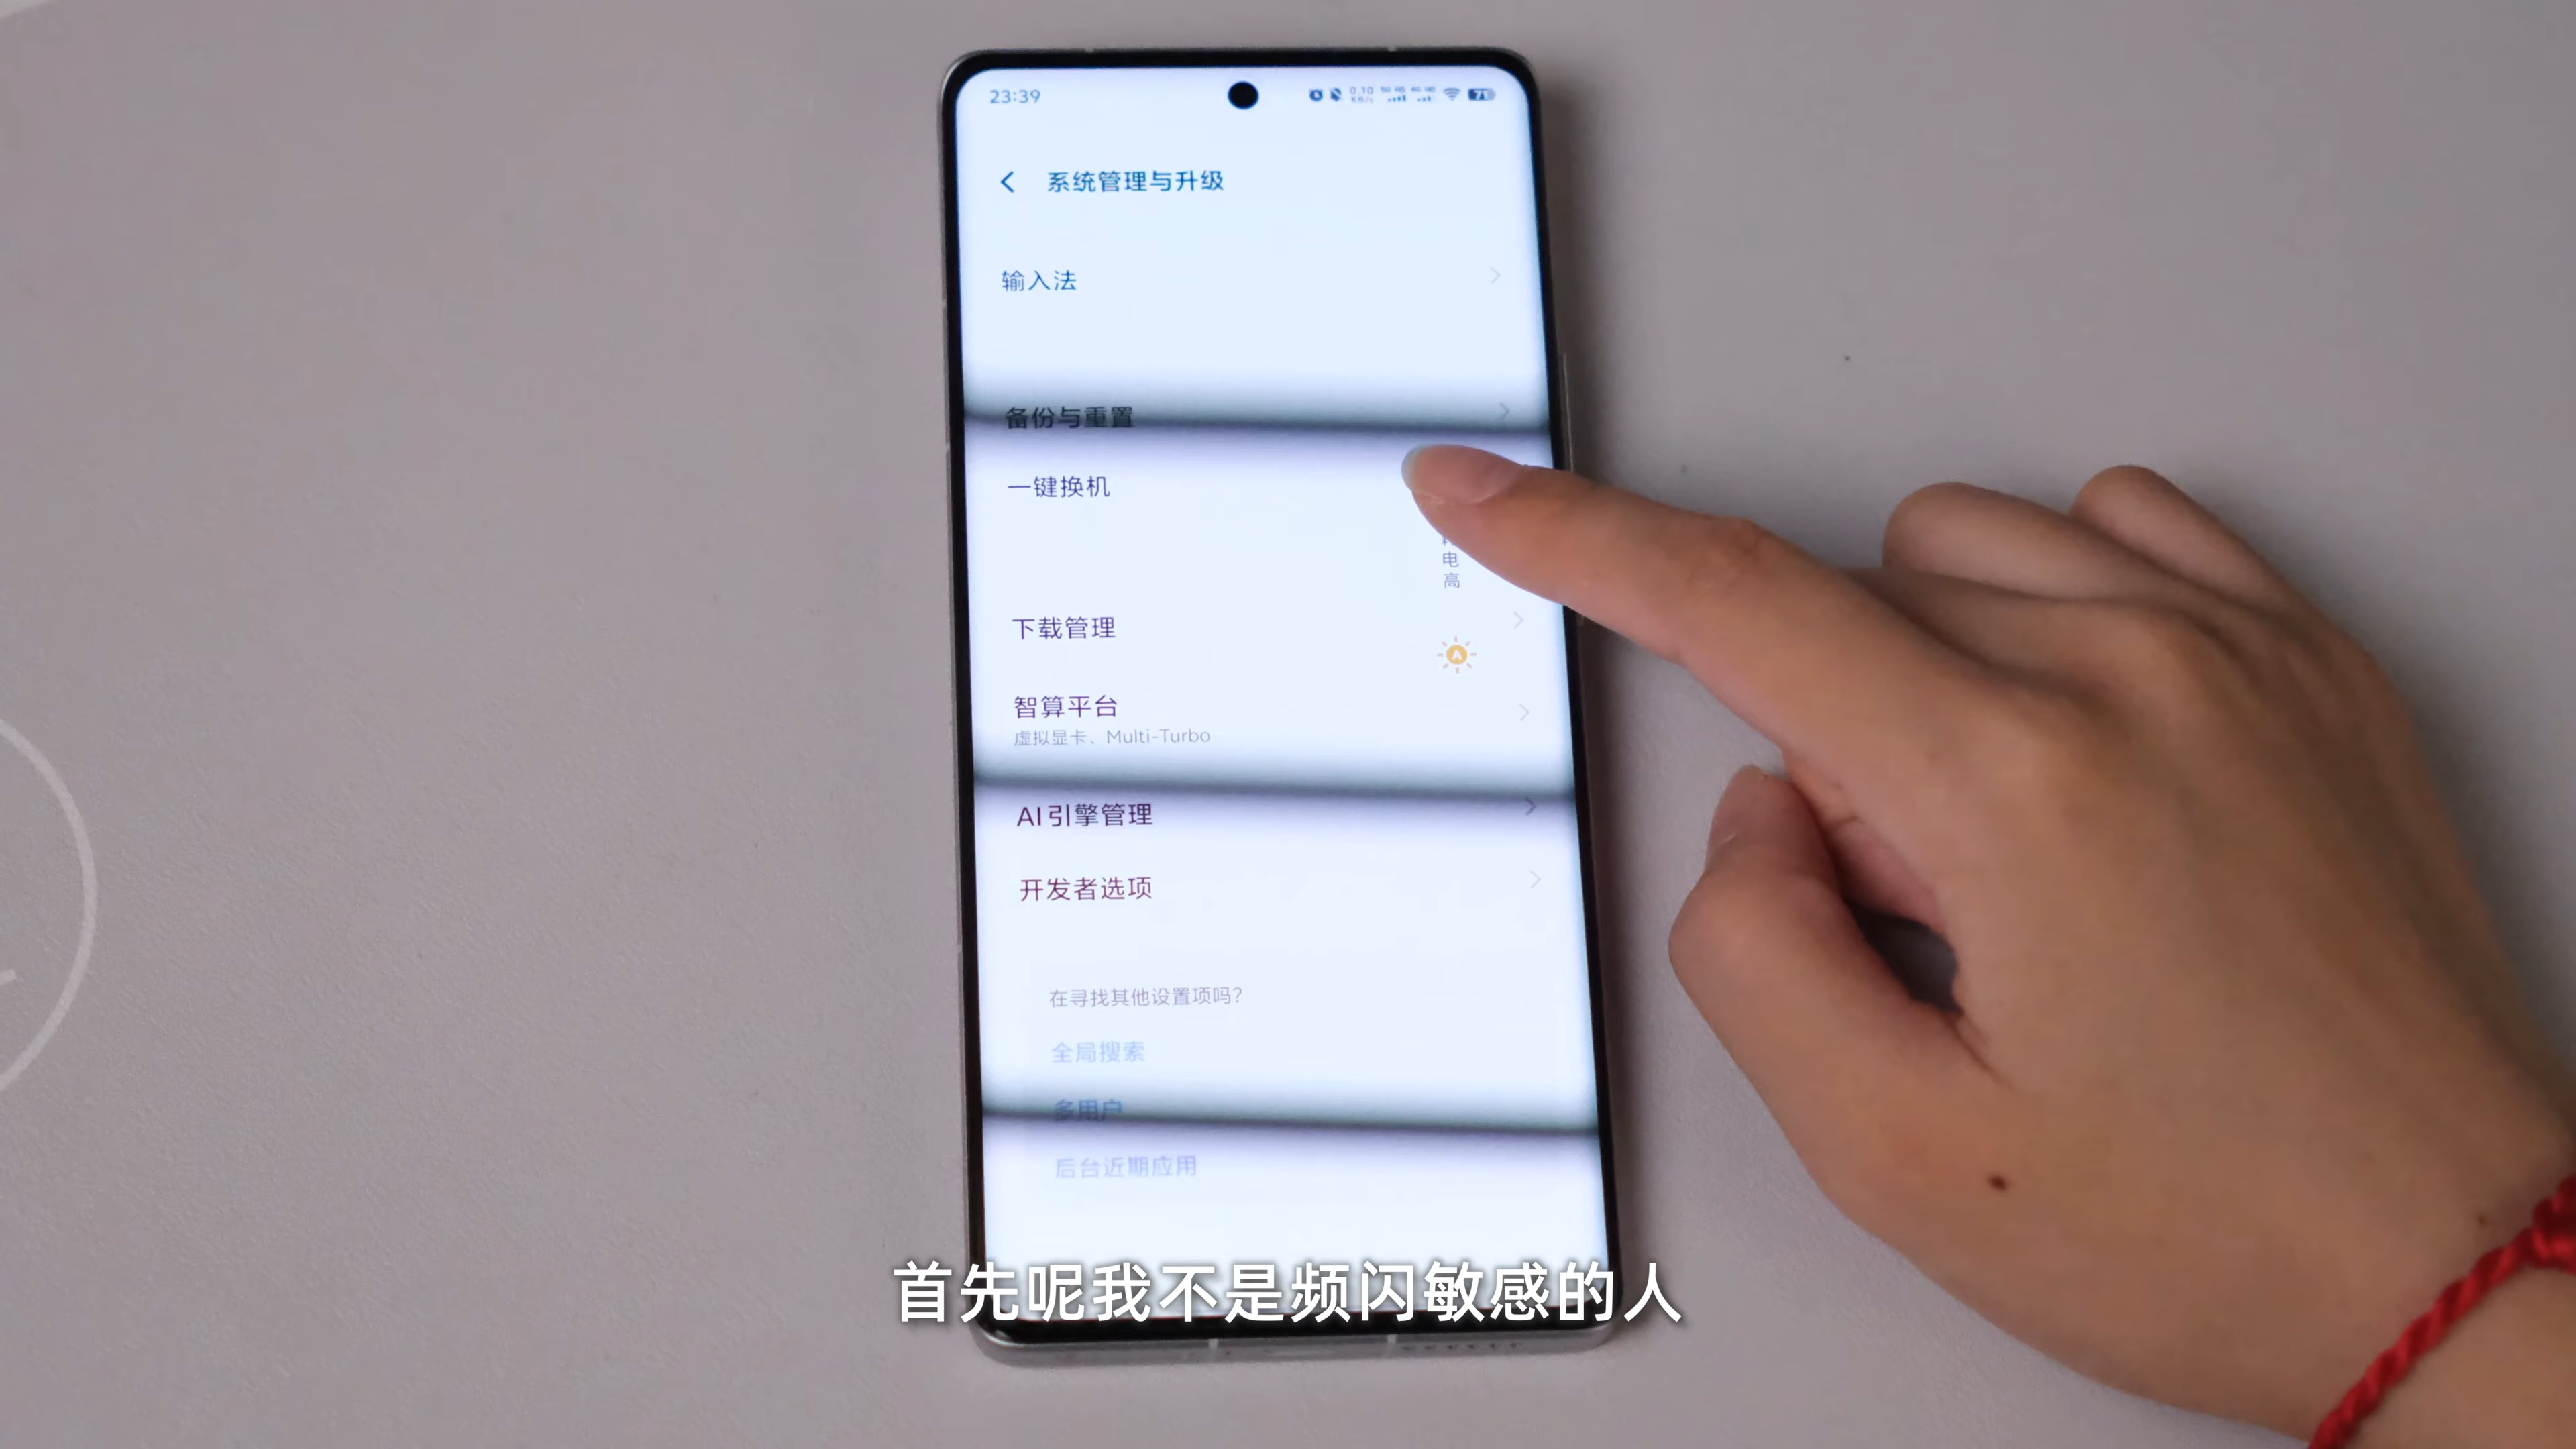 23:39
0.10
KB/s
71
系统管理与升级
输入法
备份与重置
一键换机
电
高
下载管理
智算平台
虚拟显卡、Multi-Turbo
AI引擎管理
开发者选项
在寻找其他设置项吗?
全局搜索
多用户
后台近期应用
首先呢我不是频闪敏感的人